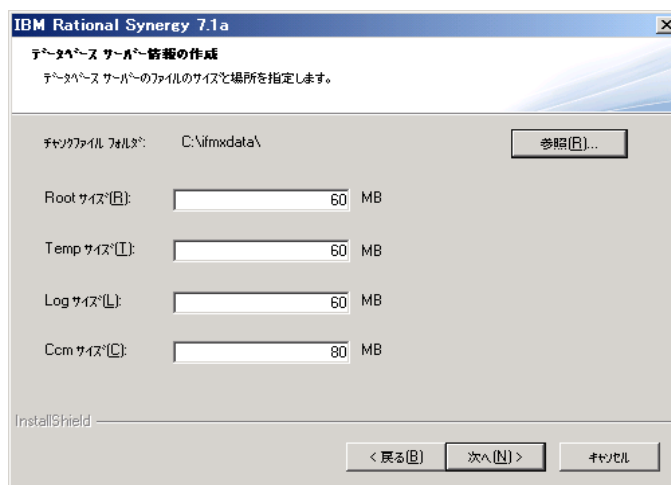 IBM Rational Synergy 7.1a
ﾃﾞｰﾀﾍﾞｰｽ ｻｰﾊﾞｰ情報の作成
ﾃﾞｰﾀﾍﾞｰｽ ｻｰﾊﾞｰのﾌｧｲﾙのｻｲｽﾞと場所を指定します。
ﾁｬﾝｸﾌｧｲﾙ ﾌｫﾙﾀﾞ: C:\ifmxdata\ 参照(R)...
Root ｻｲｽﾞ(R): 60 MB
Temp ｻｲｽﾞ(T): 60 MB
Log ｻｲｽﾞ(L): 60 MB
Ccm ｻｲｽﾞ(C): 80 MB
InstallShield
< 戻る(B) 次へ(N) > ｷｬﾝｾﾙ